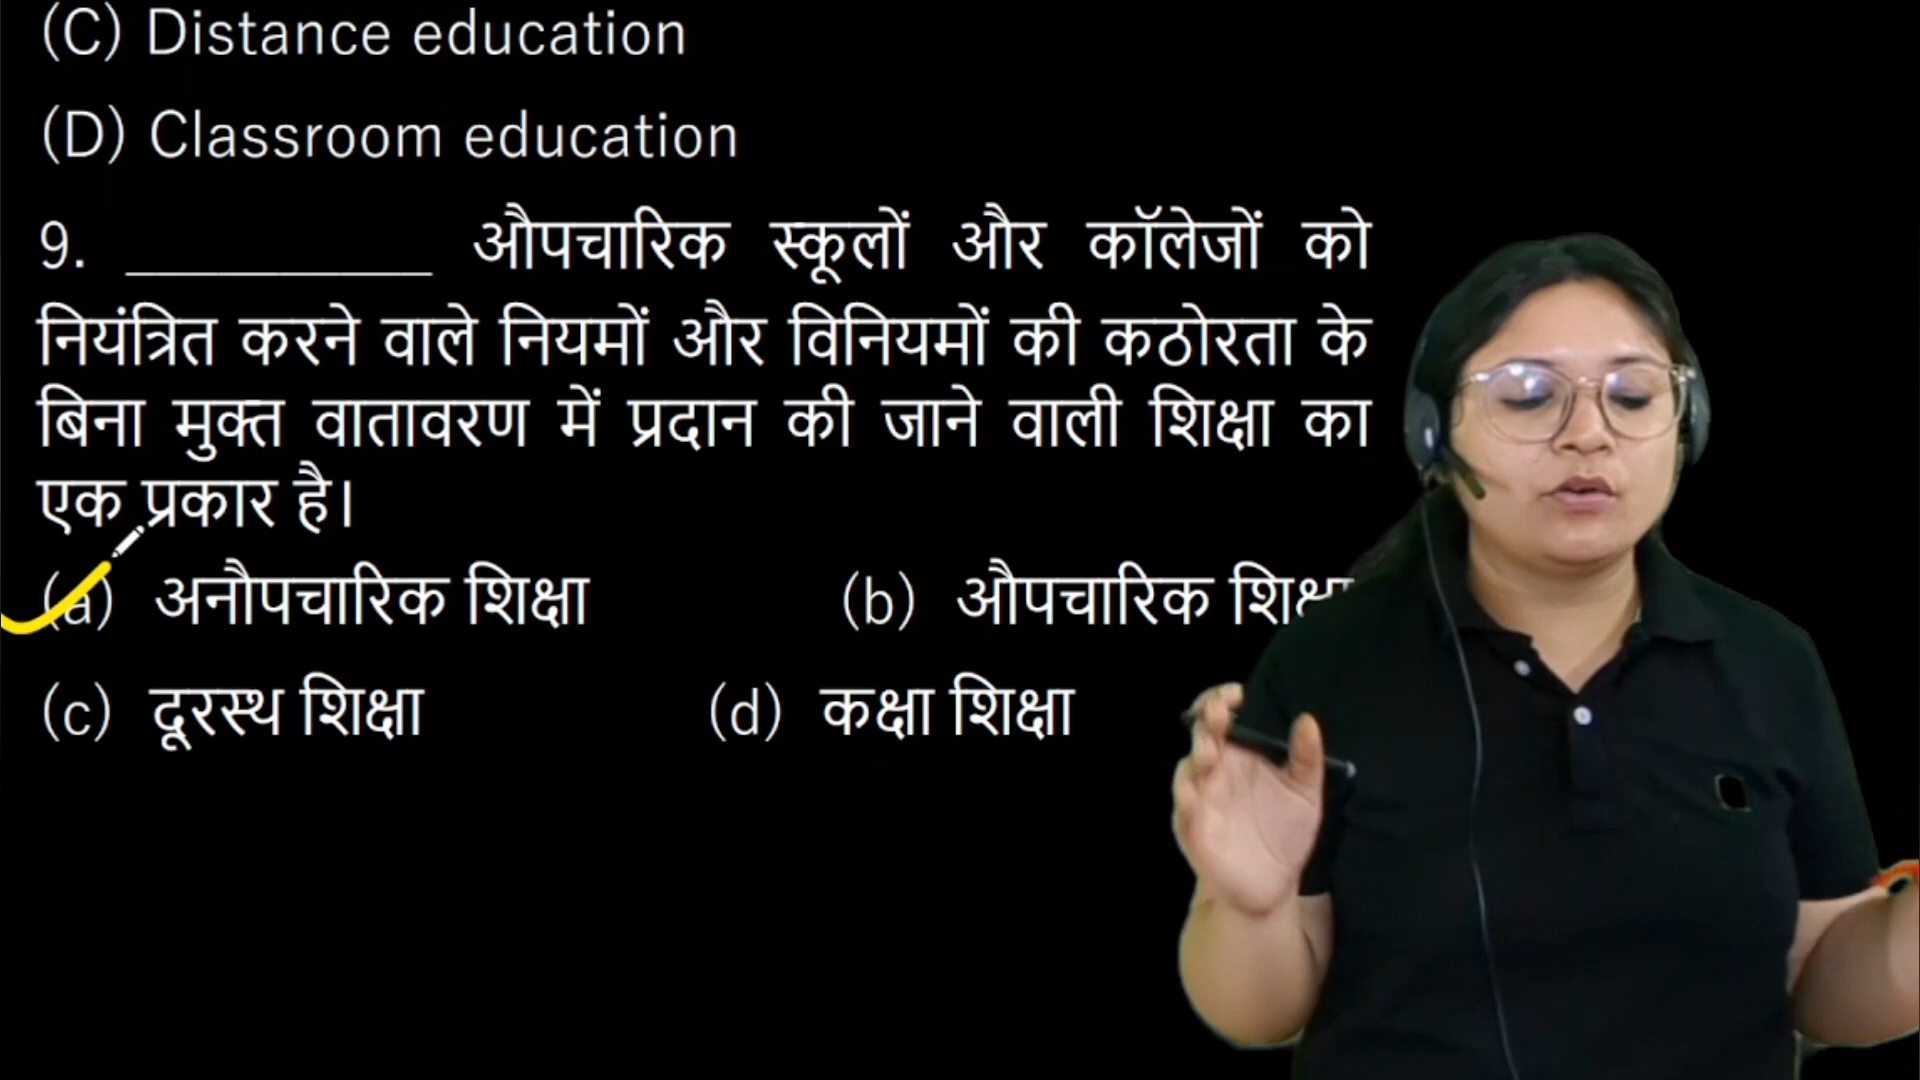 (C) Distance education
(D) Classroom education
9. __________ औपचारिक स्कूलों और कॉलेजों को
नियंत्रित करने वाले नियमों और विनियमों की कठोरता के
बिना मुक्त वातावरण में प्रदान की जाने वाली शिक्षा का
एक प्रकार है।
(a) अनौपचारिक शिक्षा (b) औपचारिक शिक्षा
(c) दूरस्थ शिक्षा (d) कक्षा शिक्षा